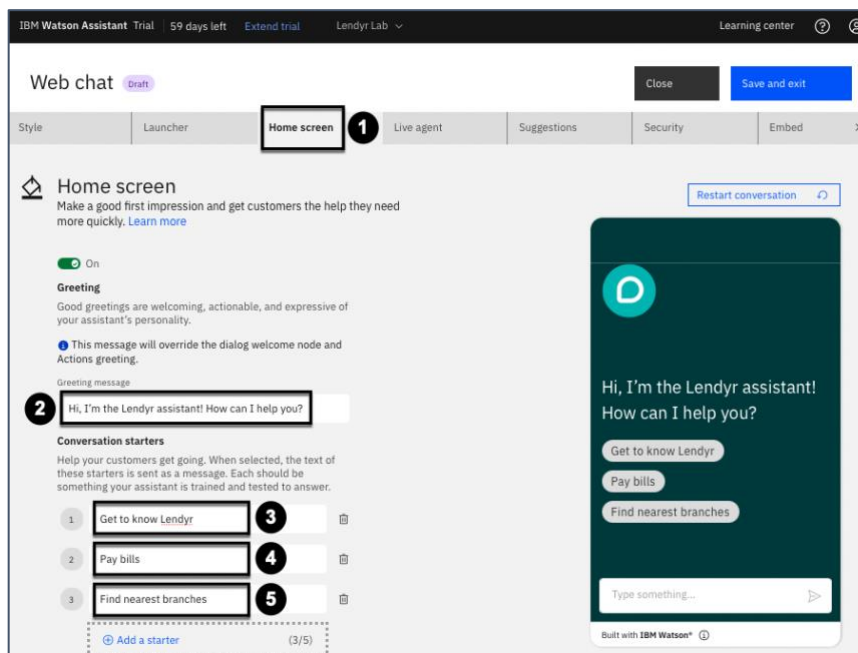 IBM Watson Assistant Trial 59 days left Extend trial Lendyr Lab Learning center
Web chat Draft Close Save and exit
Style Launcher Home screen 1 Live agent Suggestions Security Embed
Home screen
Make a good first impression and get customers the help they need
more quickly. Learn more
Restart conversation
On
Greeting
Good greetings are welcoming, actionable, and expressive of
your assistant's personality.
This message will override the dialog welcome node and
Actions greeting.
Greeting message
2 Hi, I'm the Lendyr assistant! How can I help you?
Conversation starters
Help your customers get going. When selected, the text of
these starters is sent as a message. Each should be
something your assistant is trained and tested to answer.
1 Get to know Lendyr 3
2 Pay bills 4
3 Find nearest branches 5
Add a starter (3/5)
Hi, I'm the Lendyr assistant!
How can I help you?
Get to know Lendyr
Pay bills
Find nearest branches
Type something...
Built with IBM Watson®